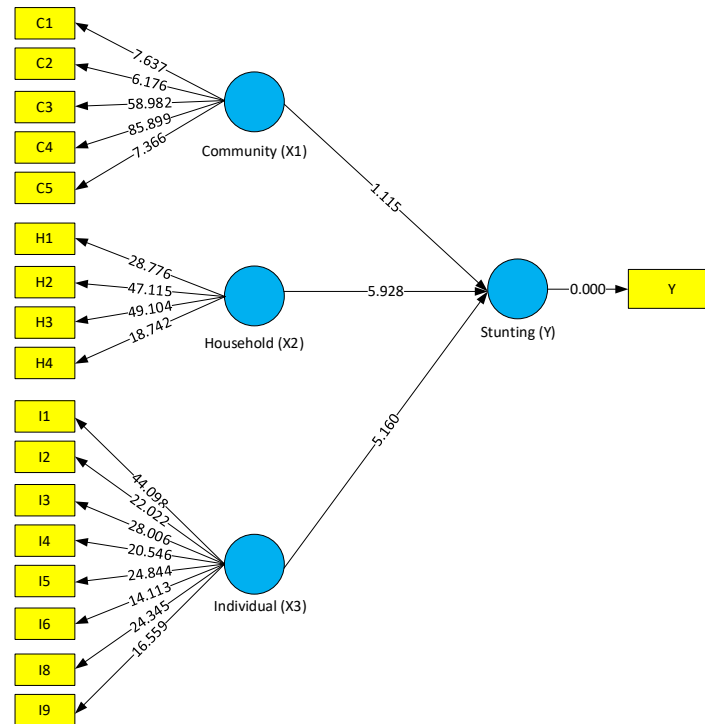 C1
C2
C3
C4
C5
7.637
6.176
58.982
85.899
7.366
Community (X1)
1.115
H1
H2
H3
H4
28.776
47.115
49.104
18.742
Household (X2)
5.928
Stunting (Y)
0.000
Y
I1
I2
I3
I4
I5
I6
I8
I9
44.098
22.022
28.006
20.546
24.844
14.113
24.345
16.559
Individual (X3)
5.160